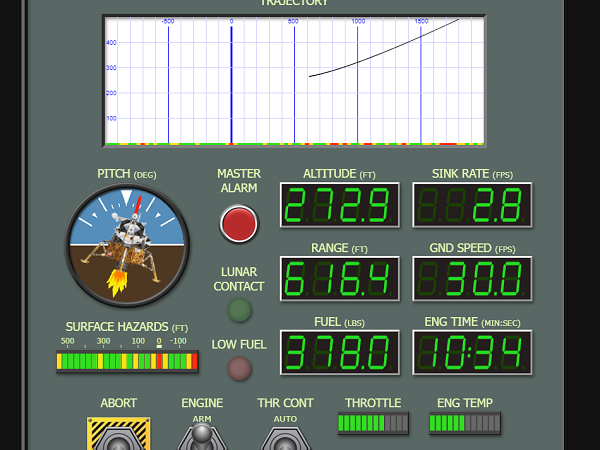 TRAJECTORY
-500 0 500 1000 1500
400
300
200
100
PITCH (DEG)
MASTER
ALARM
ALTITUDE (FT)
272.9
SINK RATE (FPS)
2.8
RANGE (FT)
616.4
GND SPEED (FPS)
30.0
LUNAR
CONTACT
SURFACE HAZARDS (FT)
500 300 100 0 -100
LOW FUEL
FUEL (LBS)
378.0
ENG TIME (MIN:SEC)
10:34
ABORT
ENGINE
ARM
THR CONT
AUTO
THROTTLE
ENG TEMP